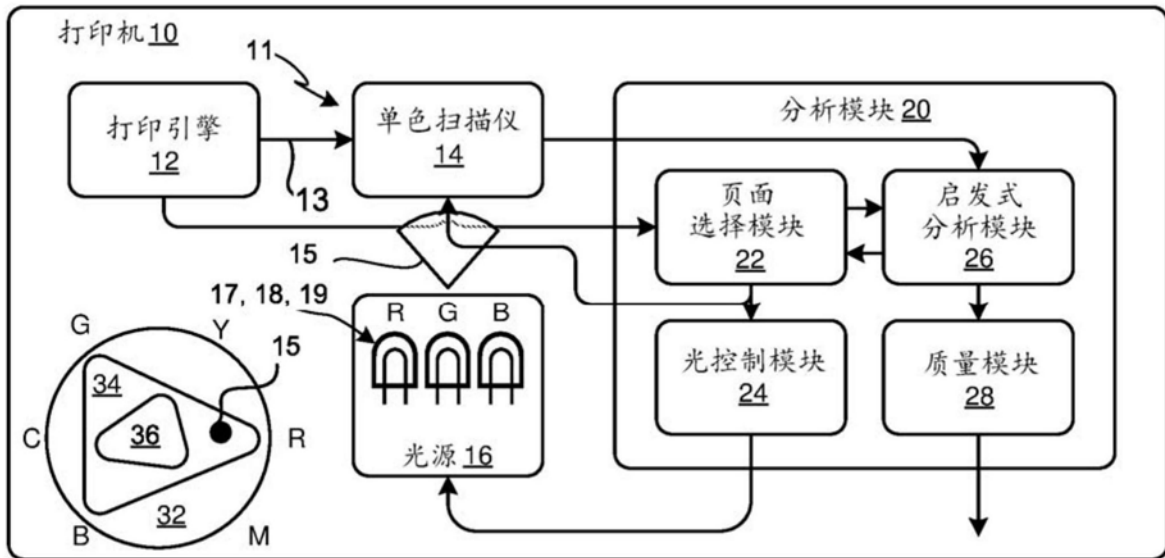 打印机 10
11
打印引擎
12
13
单色扫描仪
14
分析模块 20
页面
选择模块
22
启发式
分析模块
26
15
17, 18, 19
R G B
光源 16
光控制模块
24
质量模块
28
G
Y
15
34
36
C
R
32
B
M